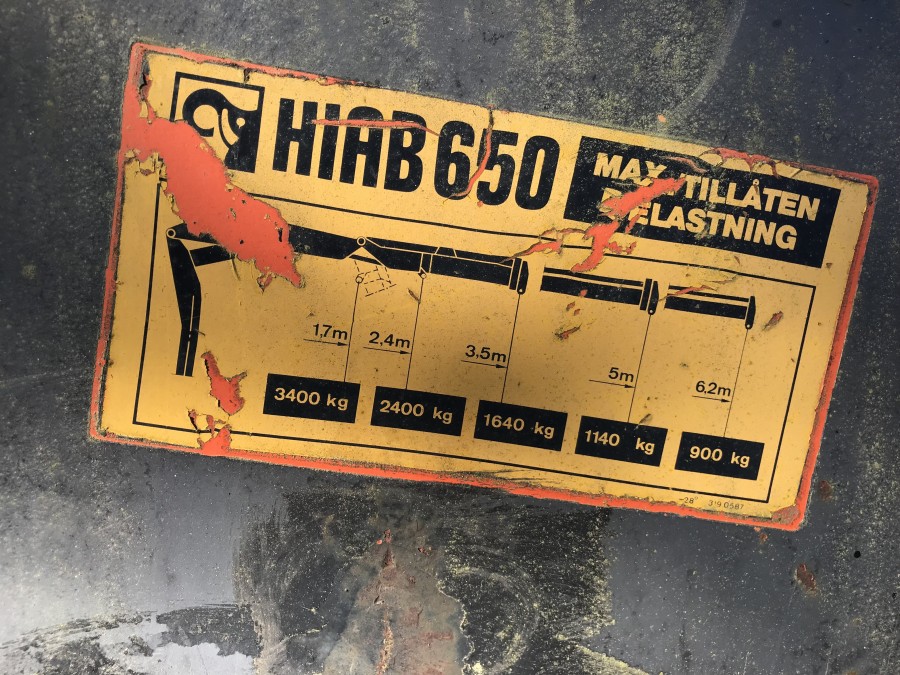 HIAB 650
MAX. TILLÅTEN
BELASTNING
1,7m 2,4m 3,5m 5m 6,2m
3400 kg 2400 kg 1640 kg 1140 kg 900 kg